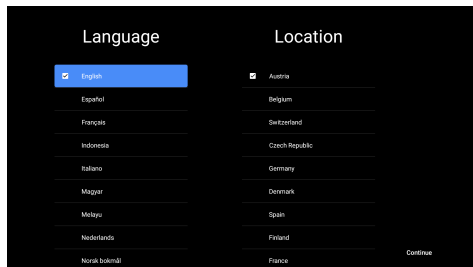 Language
English
Español
Français
Indonesia
Italiano
Magyar
Melayu
Nederlands
Norsk bokmål
Location
Austria
Belgium
Switzerland
Czech Republic
Germany
Denmark
Spain
Finland
France
Continue